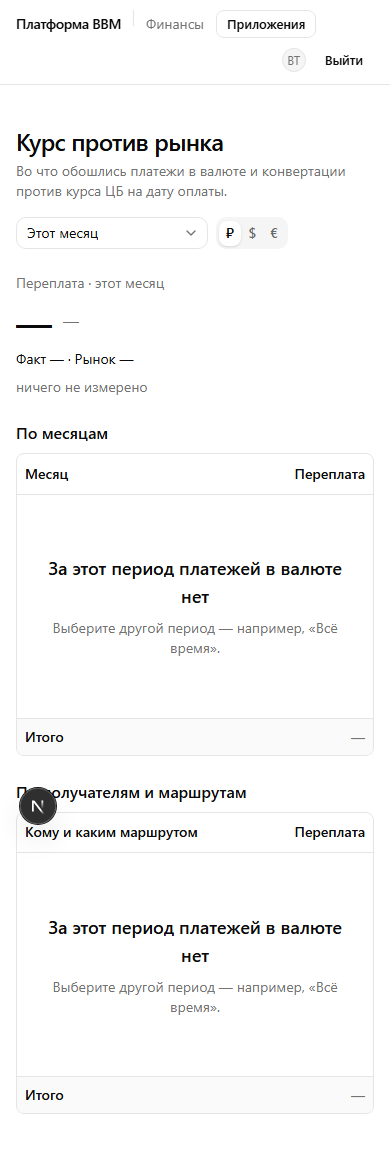 Платформа ВВМ
Финансы
Приложения
ВТ
Выйти
Курс против рынка
Во что обошлись платежи в валюте и конвертации
против курса ЦБ на дату оплаты.
Этот месяц
₽ $ €
Переплата · этот месяц
— —
Факт — · Рынок —
ничего не измерено
По месяцам
Месяц Переплата
За этот период платежей в валюте
нет
Выберите другой период — например, «Всё
время».
Итого —
получателям и маршрутам
N
Кому и каким маршрутом Переплата
За этот период платежей в валюте
нет
Выберите другой период — например, «Всё
время».
Итого —